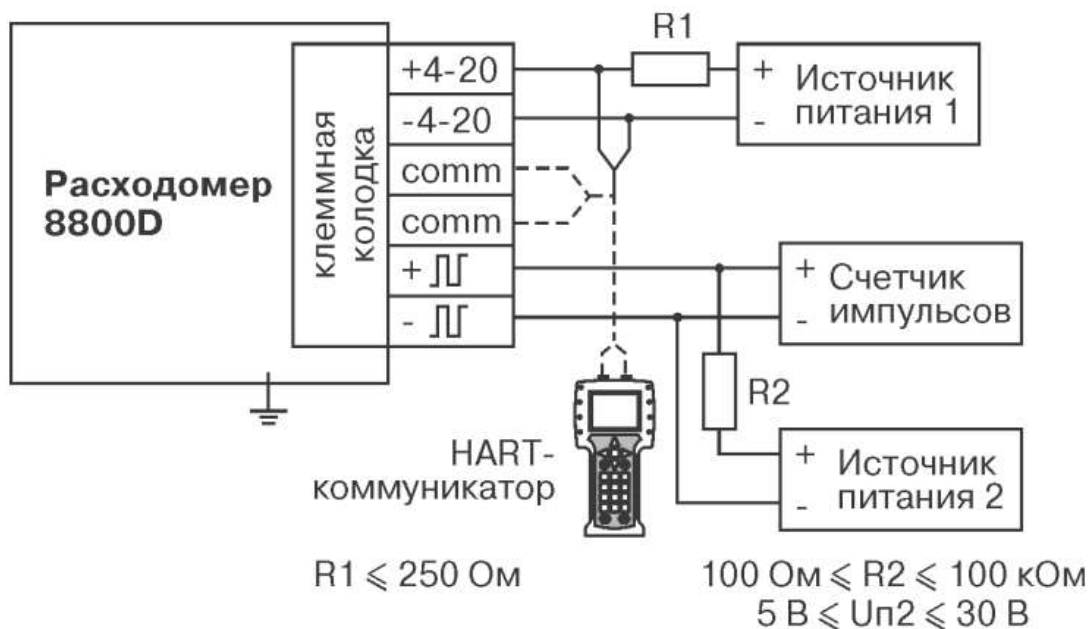 Расходомер
8800D
клеммная
колодка
+4-20
-4-20
comm
comm
+
-
R1
+ Источник
- питания 1
+ Счетчик
- импульсов
R2
+ Источник
- питания 2
HART-
коммуникатор
R1 ⩽ 250 Ом
100 Ом ⩽ R2 ⩽ 100 кОм
5 В ⩽ Uп2 ⩽ 30 В